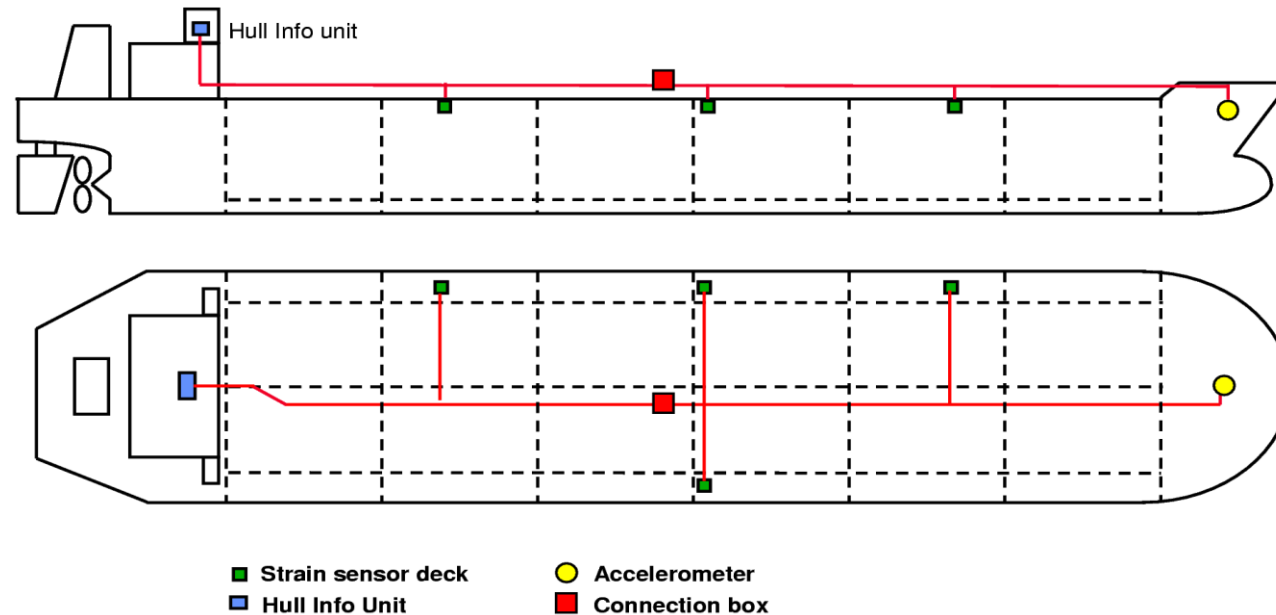 Hull Info unit
Strain sensor deck
Accelerometer
Hull Info Unit
Connection box